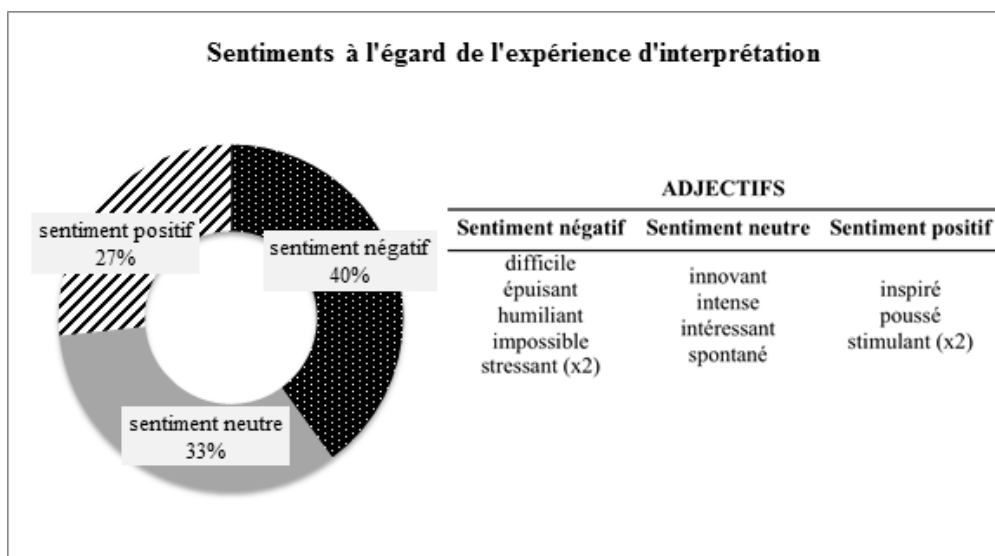 Sentiments à l'égard de l'expérience d'interprétation
sentiment positif
27%
sentiment négatif
40%
sentiment neutre
33%
ADJECTIFS
Sentiment négatif Sentiment neutre Sentiment positif
difficile
épuisant
humiliant
impossible
stressant (x2)
innovant
intense
intéressant
spontané
inspiré
poussé
stimulant (x2)